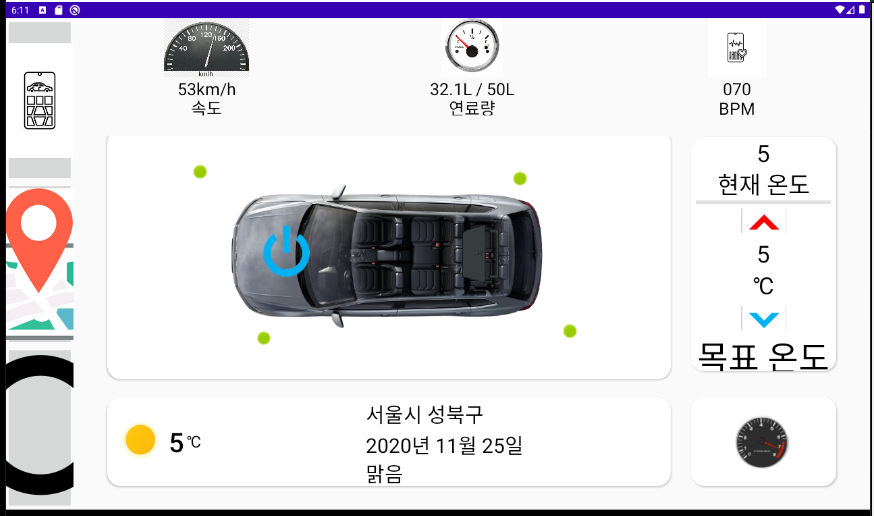 6:11
40 80 120 160 200
km/h
53km/h
속도
32.1L / 50L
연료량
070
BPM
5
현재 온도
5
℃
목표 온도
5℃
서울시 성북구
2020년 11월 25일
맑음